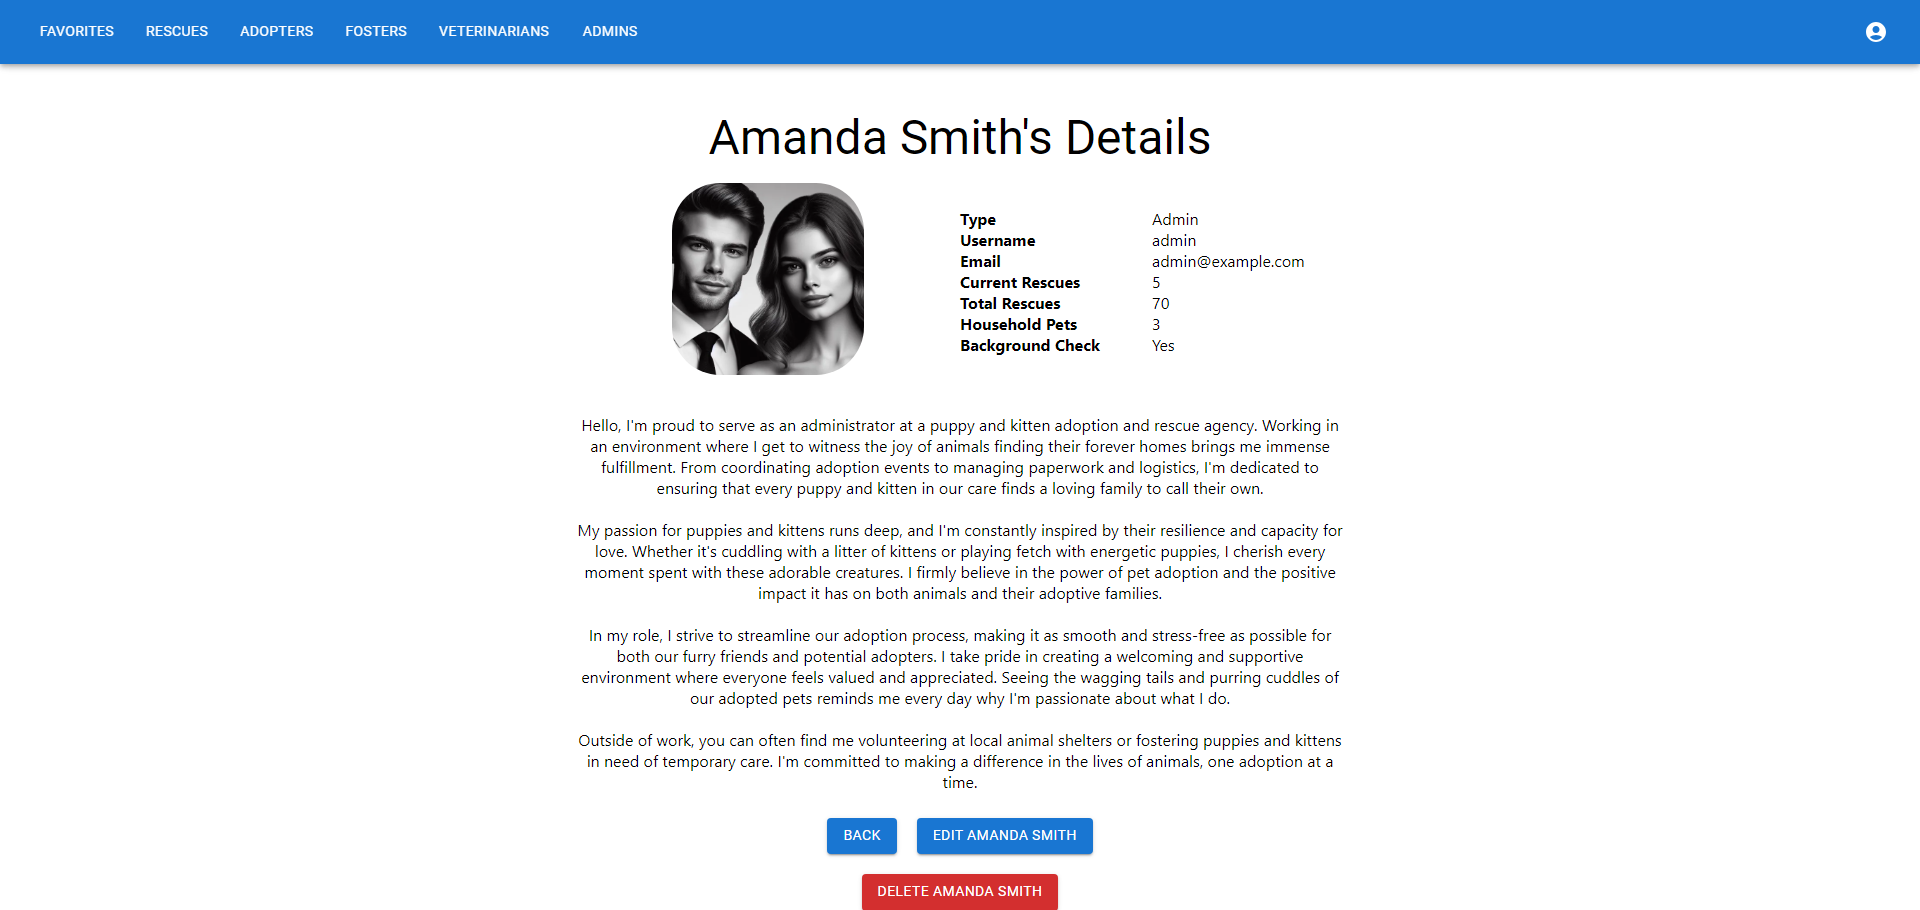 FAVORITES RESCUES ADOPTERS FOSTERS VETERINARIANS ADMINS
Amanda Smith's Details
Type Admin
Username admin
Email admin@example.com
Current Rescues 5
Total Rescues 70
Household Pets 3
Background Check Yes
Hello, I'm proud to serve as an administrator at a puppy and kitten adoption and rescue agency. Working in
an environment where I get to witness the joy of animals finding their forever homes brings me immense
fulfillment. From coordinating adoption events to managing paperwork and logistics, I'm dedicated to
ensuring that every puppy and kitten in our care finds a loving family to call their own.
My passion for puppies and kittens runs deep, and I'm constantly inspired by their resilience and capacity for
love. Whether it's cuddling with a litter of kittens or playing fetch with energetic puppies, I cherish every
moment spent with these adorable creatures. I firmly believe in the power of pet adoption and the positive
impact it has on both animals and their adoptive families.
In my role, I strive to streamline our adoption process, making it as smooth and stress-free as possible for
both our furry friends and potential adopters. I take pride in creating a welcoming and supportive
environment where everyone feels valued and appreciated. Seeing the wagging tails and purring cuddles of
our adopted pets reminds me every day why I'm passionate about what I do.
Outside of work, you can often find me volunteering at local animal shelters or fostering puppies and kittens
in need of temporary care. I'm committed to making a difference in the lives of animals, one adoption at a
time.
BACK EDIT AMANDA SMITH
DELETE AMANDA SMITH